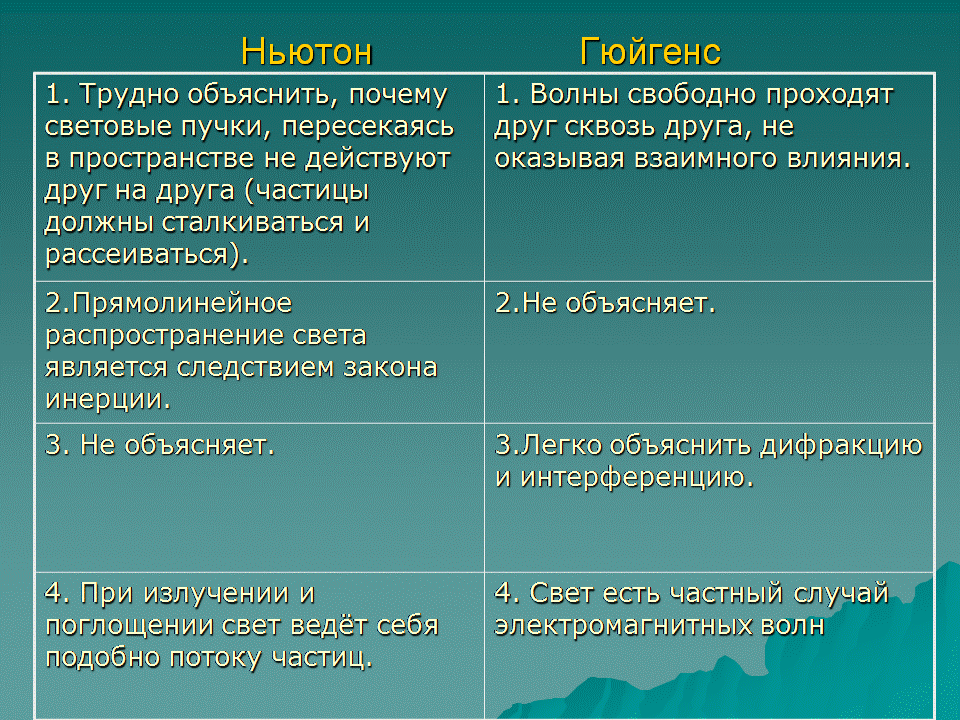 Ньютон
Гюйгенс
1. Трудно объяснить, почему
световые пучки, пересекаясь
в пространстве не действуют
друг на друга (частицы
должны сталкиваться и
рассеиваться).
1. Волны свободно проходят
друг сквозь друга, не
оказывая взаимного влияния.
2.Прямолинейное
распространение света
является следствием закона
инерции.
2.Не объясняет.
3. Не объясняет.
3.Легко объяснить дифракцию
и интерференцию.
4. При излучении и
поглощении свет ведёт себя
подобно потоку частиц.
4. Свет есть частный случай
электромагнитных волн